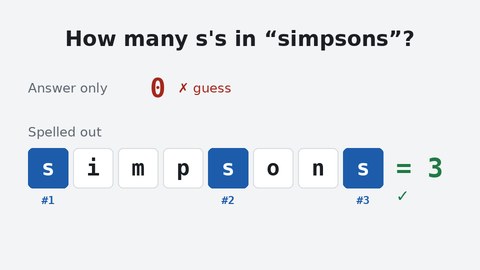 How many s's in “simpsons”?
Answer only 0 ✗ guess
Spelled out
s i m p s o n s = 3
#1 #2 #3 ✓